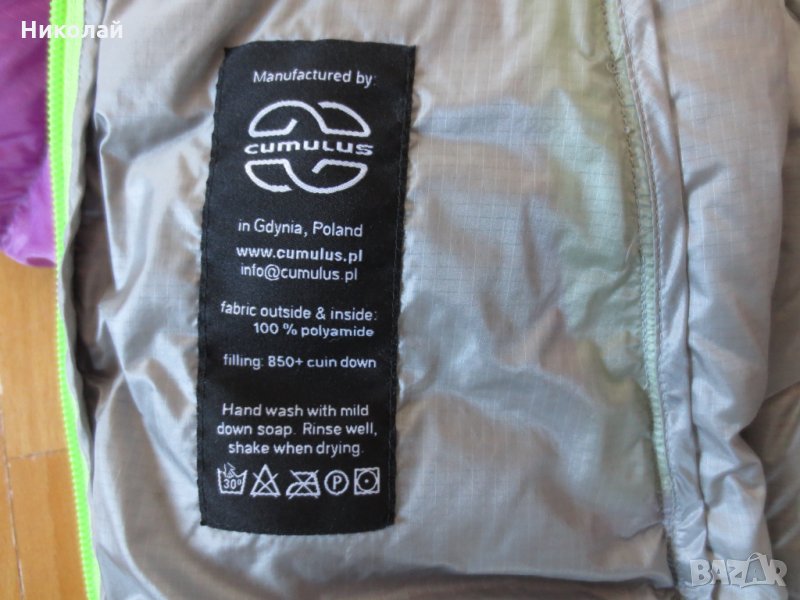 Николай
Manufactured by:
CUMULUS
in Gdynia, Poland
www.cumulus.pl
info@cumulus.pl
fabric outside & inside:
100 % polyamide
filling: 850+ cuin down
Hand wash with mild
down soap. Rinse well,
shake when drying.
30° P
BAZAR